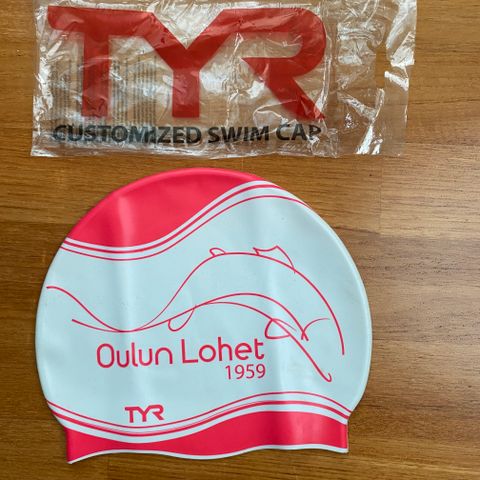 TYR
CUSTOMIZED SWIM CAP
Oulun Lohet
1959
TYR